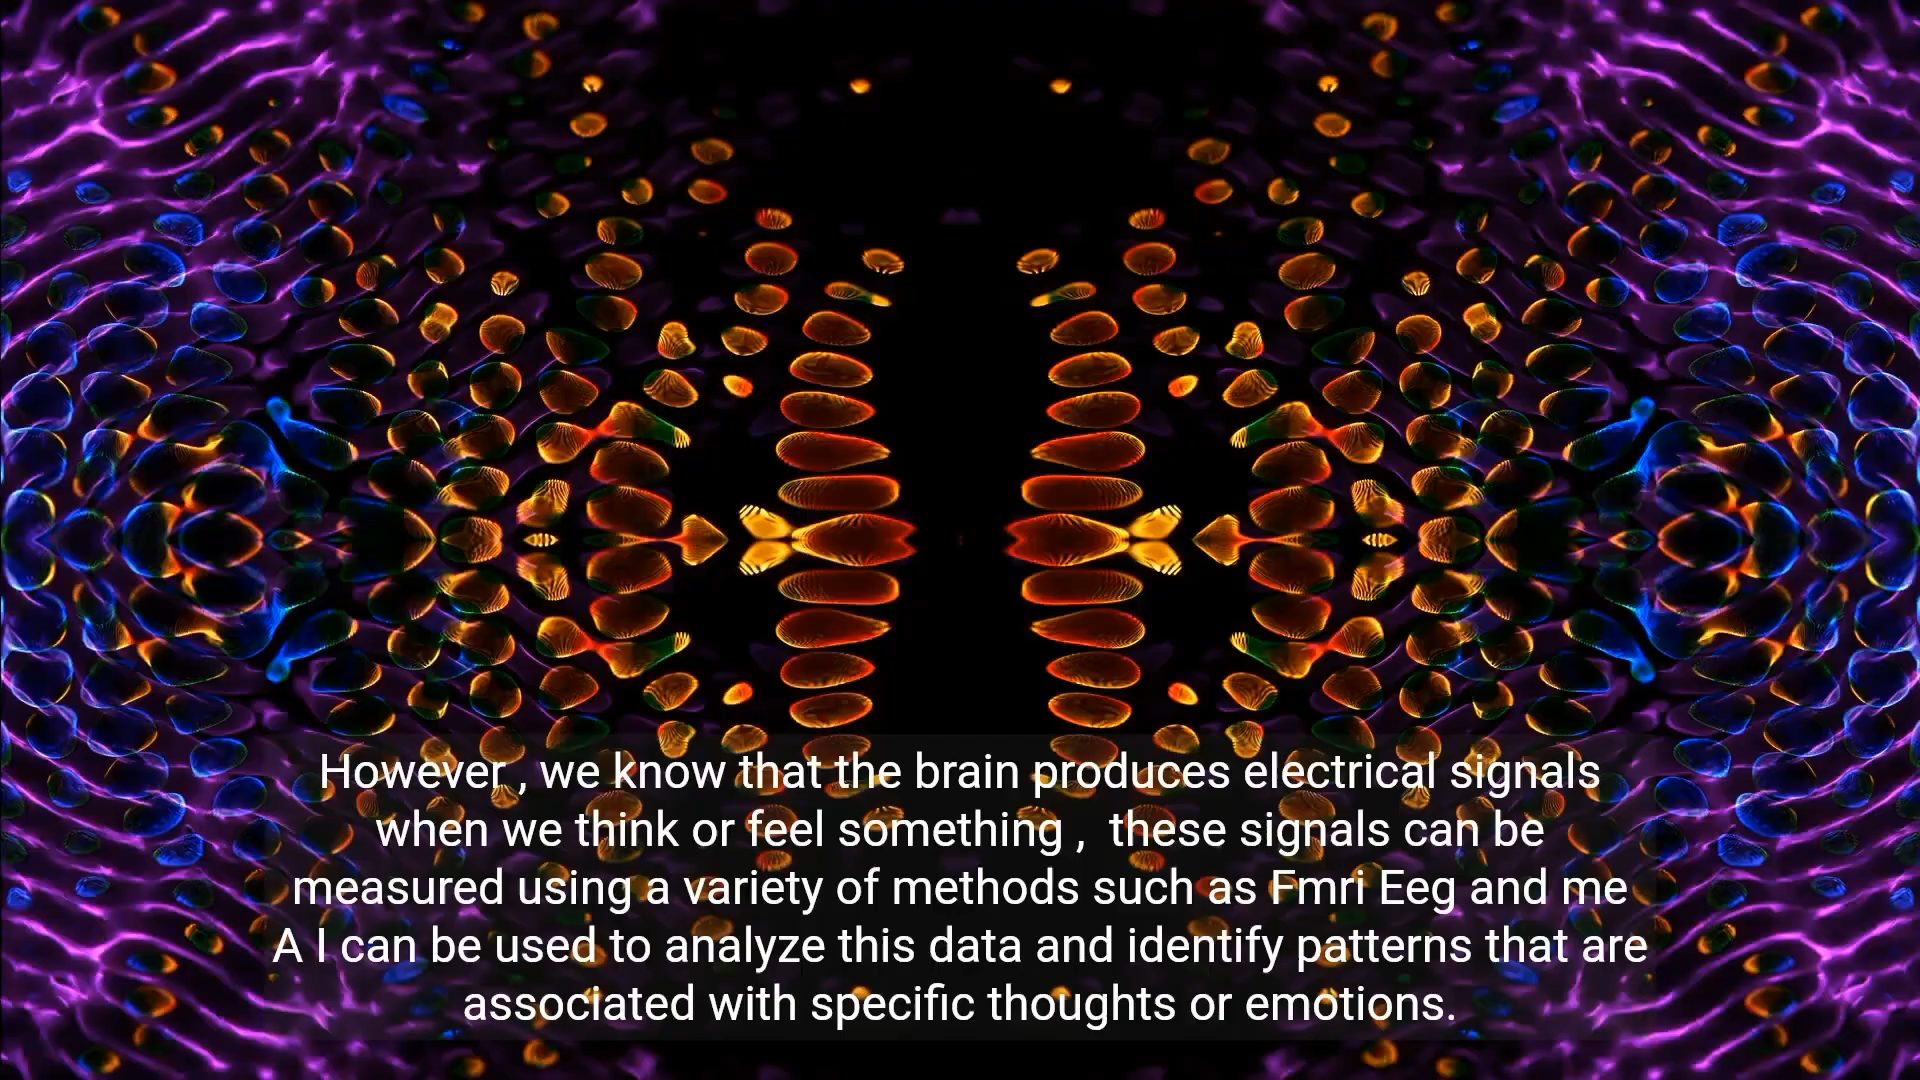 However , we know that the brain produces electrical signals
when we think or feel something ,  these signals can be
measured using a variety of methods such as Fmri Eeg and me
A I can be used to analyze this data and identify patterns that are
associated with specific thoughts or emotions.